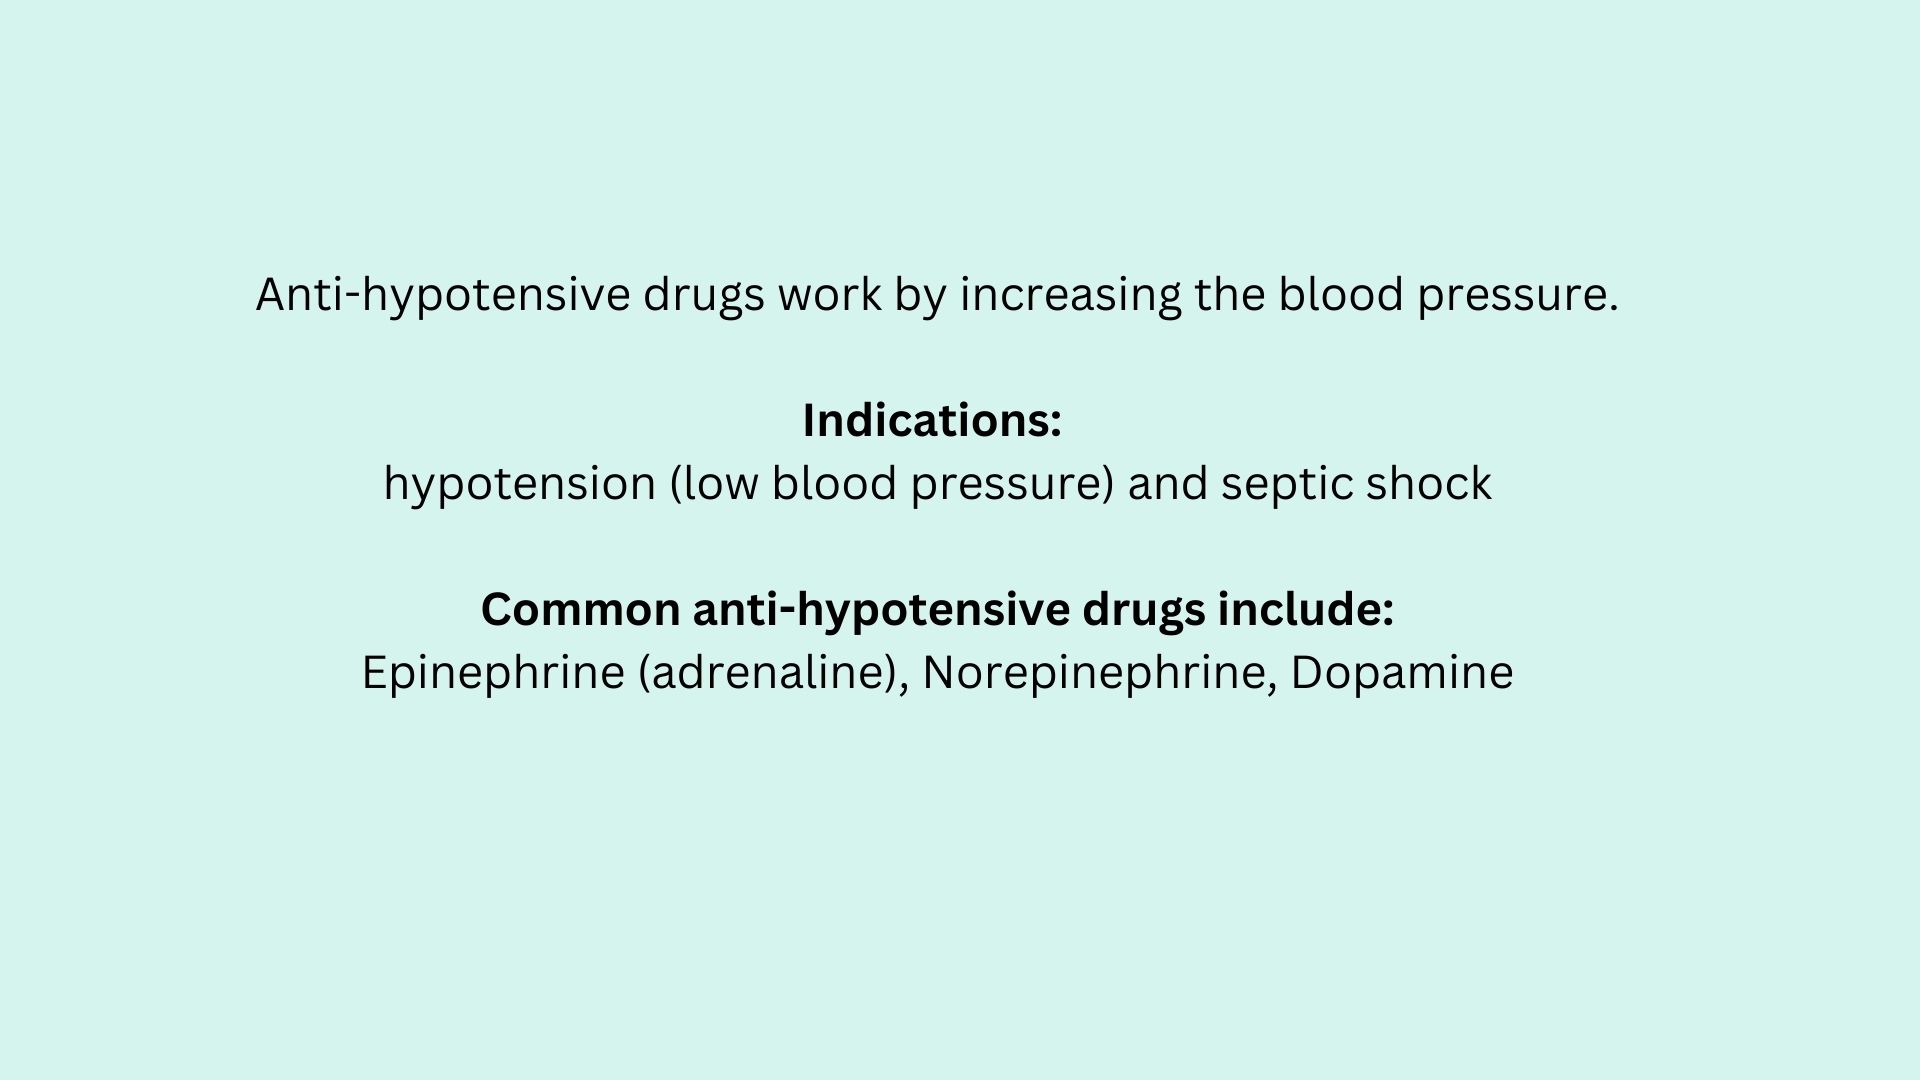 Anti-hypotensive drugs work by increasing the blood pressure.
Indications:
hypotension (low blood pressure) and septic shock
Common anti-hypotensive drugs include:
Epinephrine (adrenaline), Norepinephrine, Dopamine